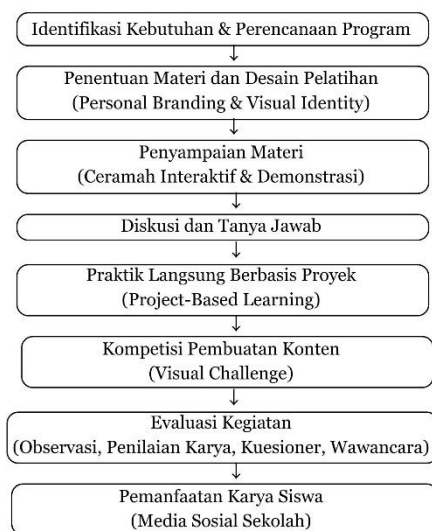 Identifikasi Kebutuhan & Perencanaan Program
Penentuan Materi dan Desain Pelatihan
(Personal Branding & Visual Identity)
Penyampaian Materi
(Ceramah Interaktif & Demonstrasi)
Diskusi dan Tanya Jawab
Praktik Langsung Berbasis Proyek
(Project-Based Learning)
Kompetisi Pembuatan Konten
(Visual Challenge)
Evaluasi Kegiatan
(Observasi, Penilaian Karya, Kuesioner, Wawancara)
Pemanfaatan Karya Siswa
(Media Sosial Sekolah)